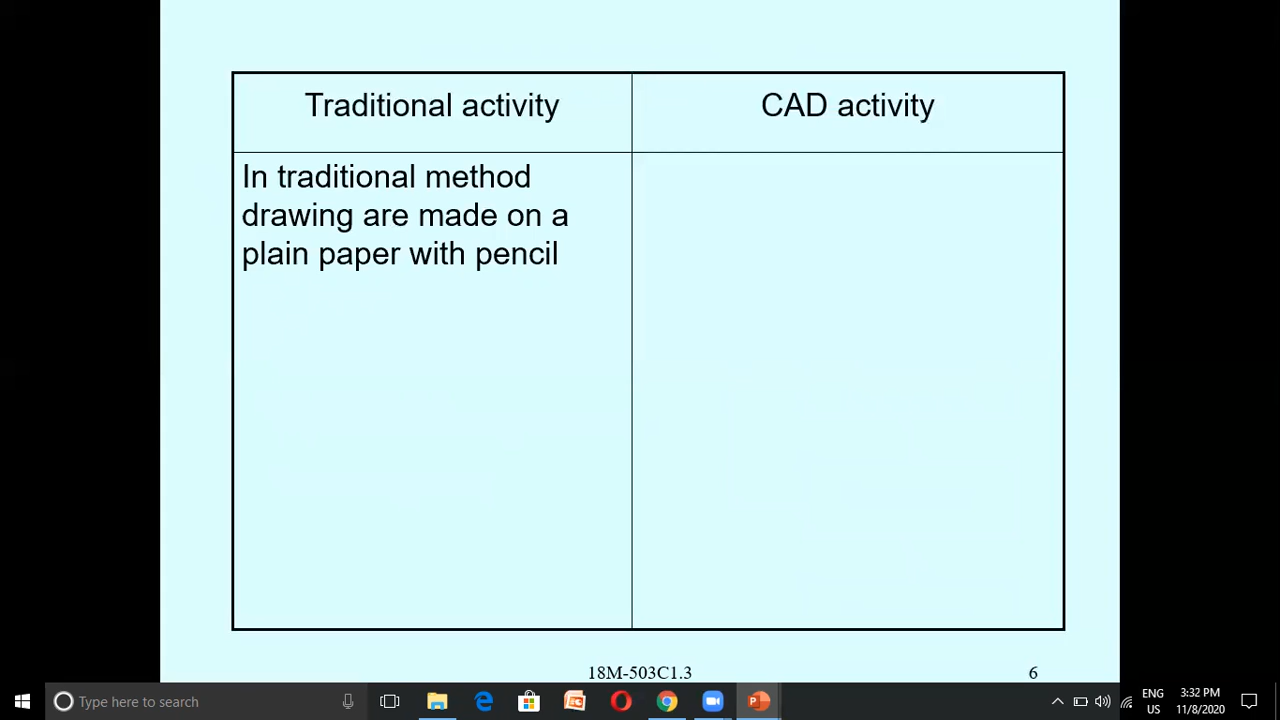 Traditional activity
CAD activity
In traditional method
drawing are made on a
plain paper with pencil
18M-503C1.3
6
Type here to search
ENG
US
3:32 PM
11/8/2020